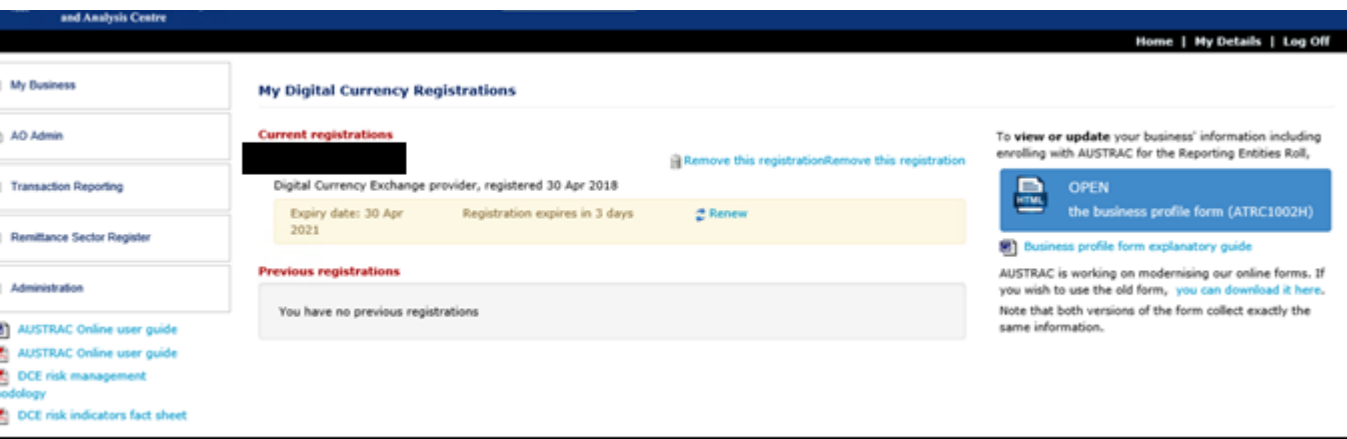 and Analysis Centre
Home | My Details | Log Off
My Business
AO Admin
Transaction Reporting
Remittance Sector Register
Administration
AUSTRAC Online user guide
AUSTRAC Online user guide
DCE risk management
odology
DCE risk indicators fact sheet
My Digital Currency Registrations
Current registrations
Remove this registrationRemove this registration
Digital Currency Exchange provider, registered 30 Apr 2018
Expiry date: 30 Apr
2021
Registration expires in 3 days
Renew
Previous registrations
You have no previous registrations
To view or update your business' information including
enrolling with AUSTRAC for the Reporting Entities Roll,
HTML
OPEN
the business profile form (ATRC1002H)
Business profile form explanatory guide
AUSTRAC is working on modernising our online forms. If
you wish to use the old form, you can download it here.
Note that both versions of the form collect exactly the
same information.